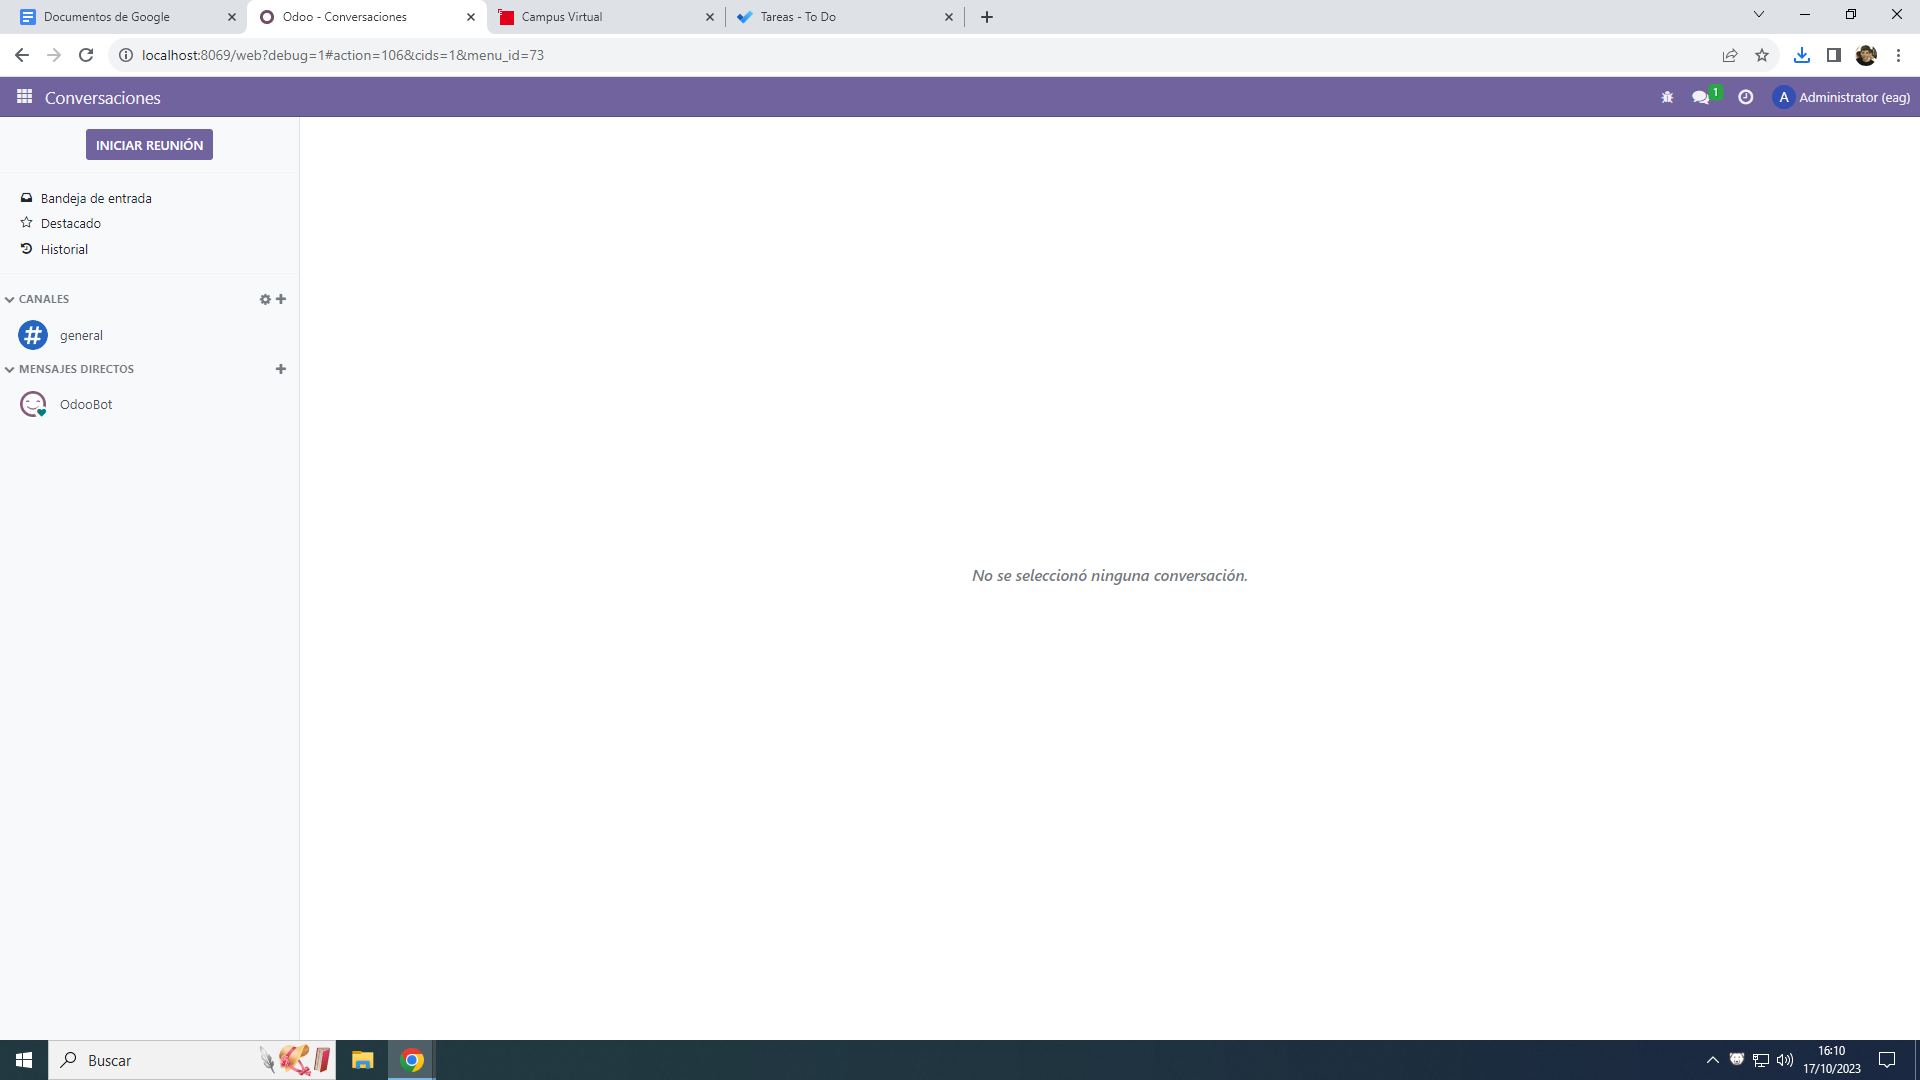 Documentos de Google
Odoo - Conversaciones
Campus Virtual
Tareas - To Do
localhost:8069/web?debug=1#action=106&cids=1&menu_id=73
Conversaciones
1
A
Administrator (eag)
INICIAR REUNIÓN
Bandeja de entrada
Destacado
Historial
CANALES
general
MENSAJES DIRECTOS
OdooBot
No se seleccionó ninguna conversación.
Buscar
16:10
17/10/2023